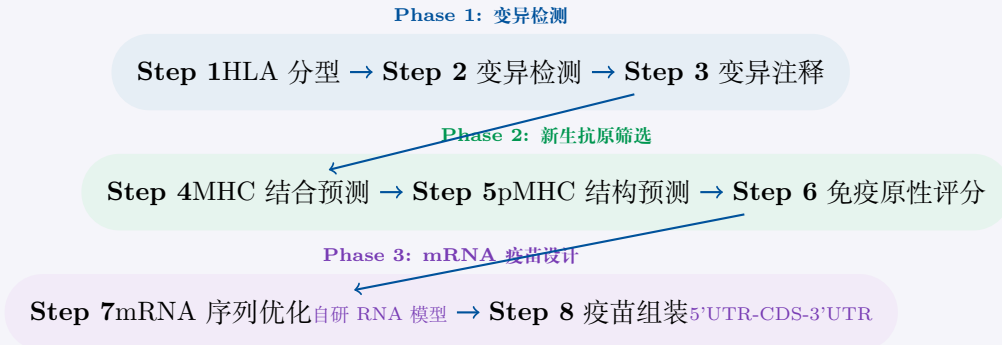 Phase 1: 变异检测
Step 1HLA 分型 → Step 2 变异检测 → Step 3 变异注释
Phase 2: 新生抗原筛选
Step 4MHC 结合预测 → Step 5pMHC 结构预测 → Step 6 免疫原性评分
Phase 3: mRNA 疫苗设计
Step 7mRNA 序列优化自研 RNA 模型 → Step 8 疫苗组装5'UTR-CDS-3'UTR